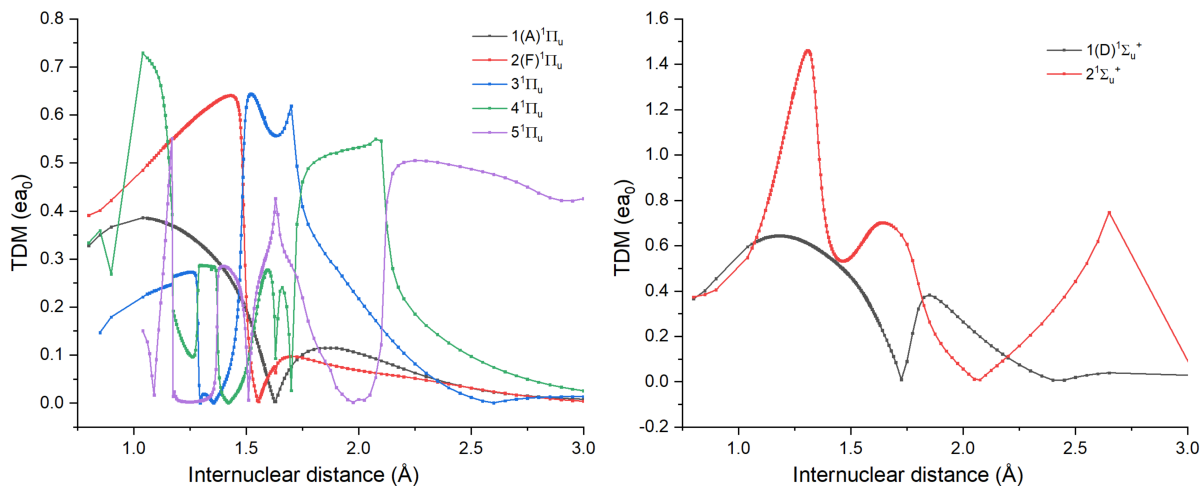 0.8
0.7
0.6
0.5
0.4
0.3
0.2
0.1
0.0
TDM (ea₀)
1(A)¹Πᵤ
2(F)¹Πᵤ
3¹Πᵤ
4¹Πᵤ
5¹Πᵤ
1.0 1.5 2.0 2.5 3.0
Internuclear distance (Å)
1.6
1.4
1.2
1.0
0.8
0.6
0.4
0.2
0.0
-0.2
TDM (ea₀)
1(D)¹Σᵤ⁺
2¹Σᵤ⁺
1.0 1.5 2.0 2.5 3.0
Internuclear distance (Å)